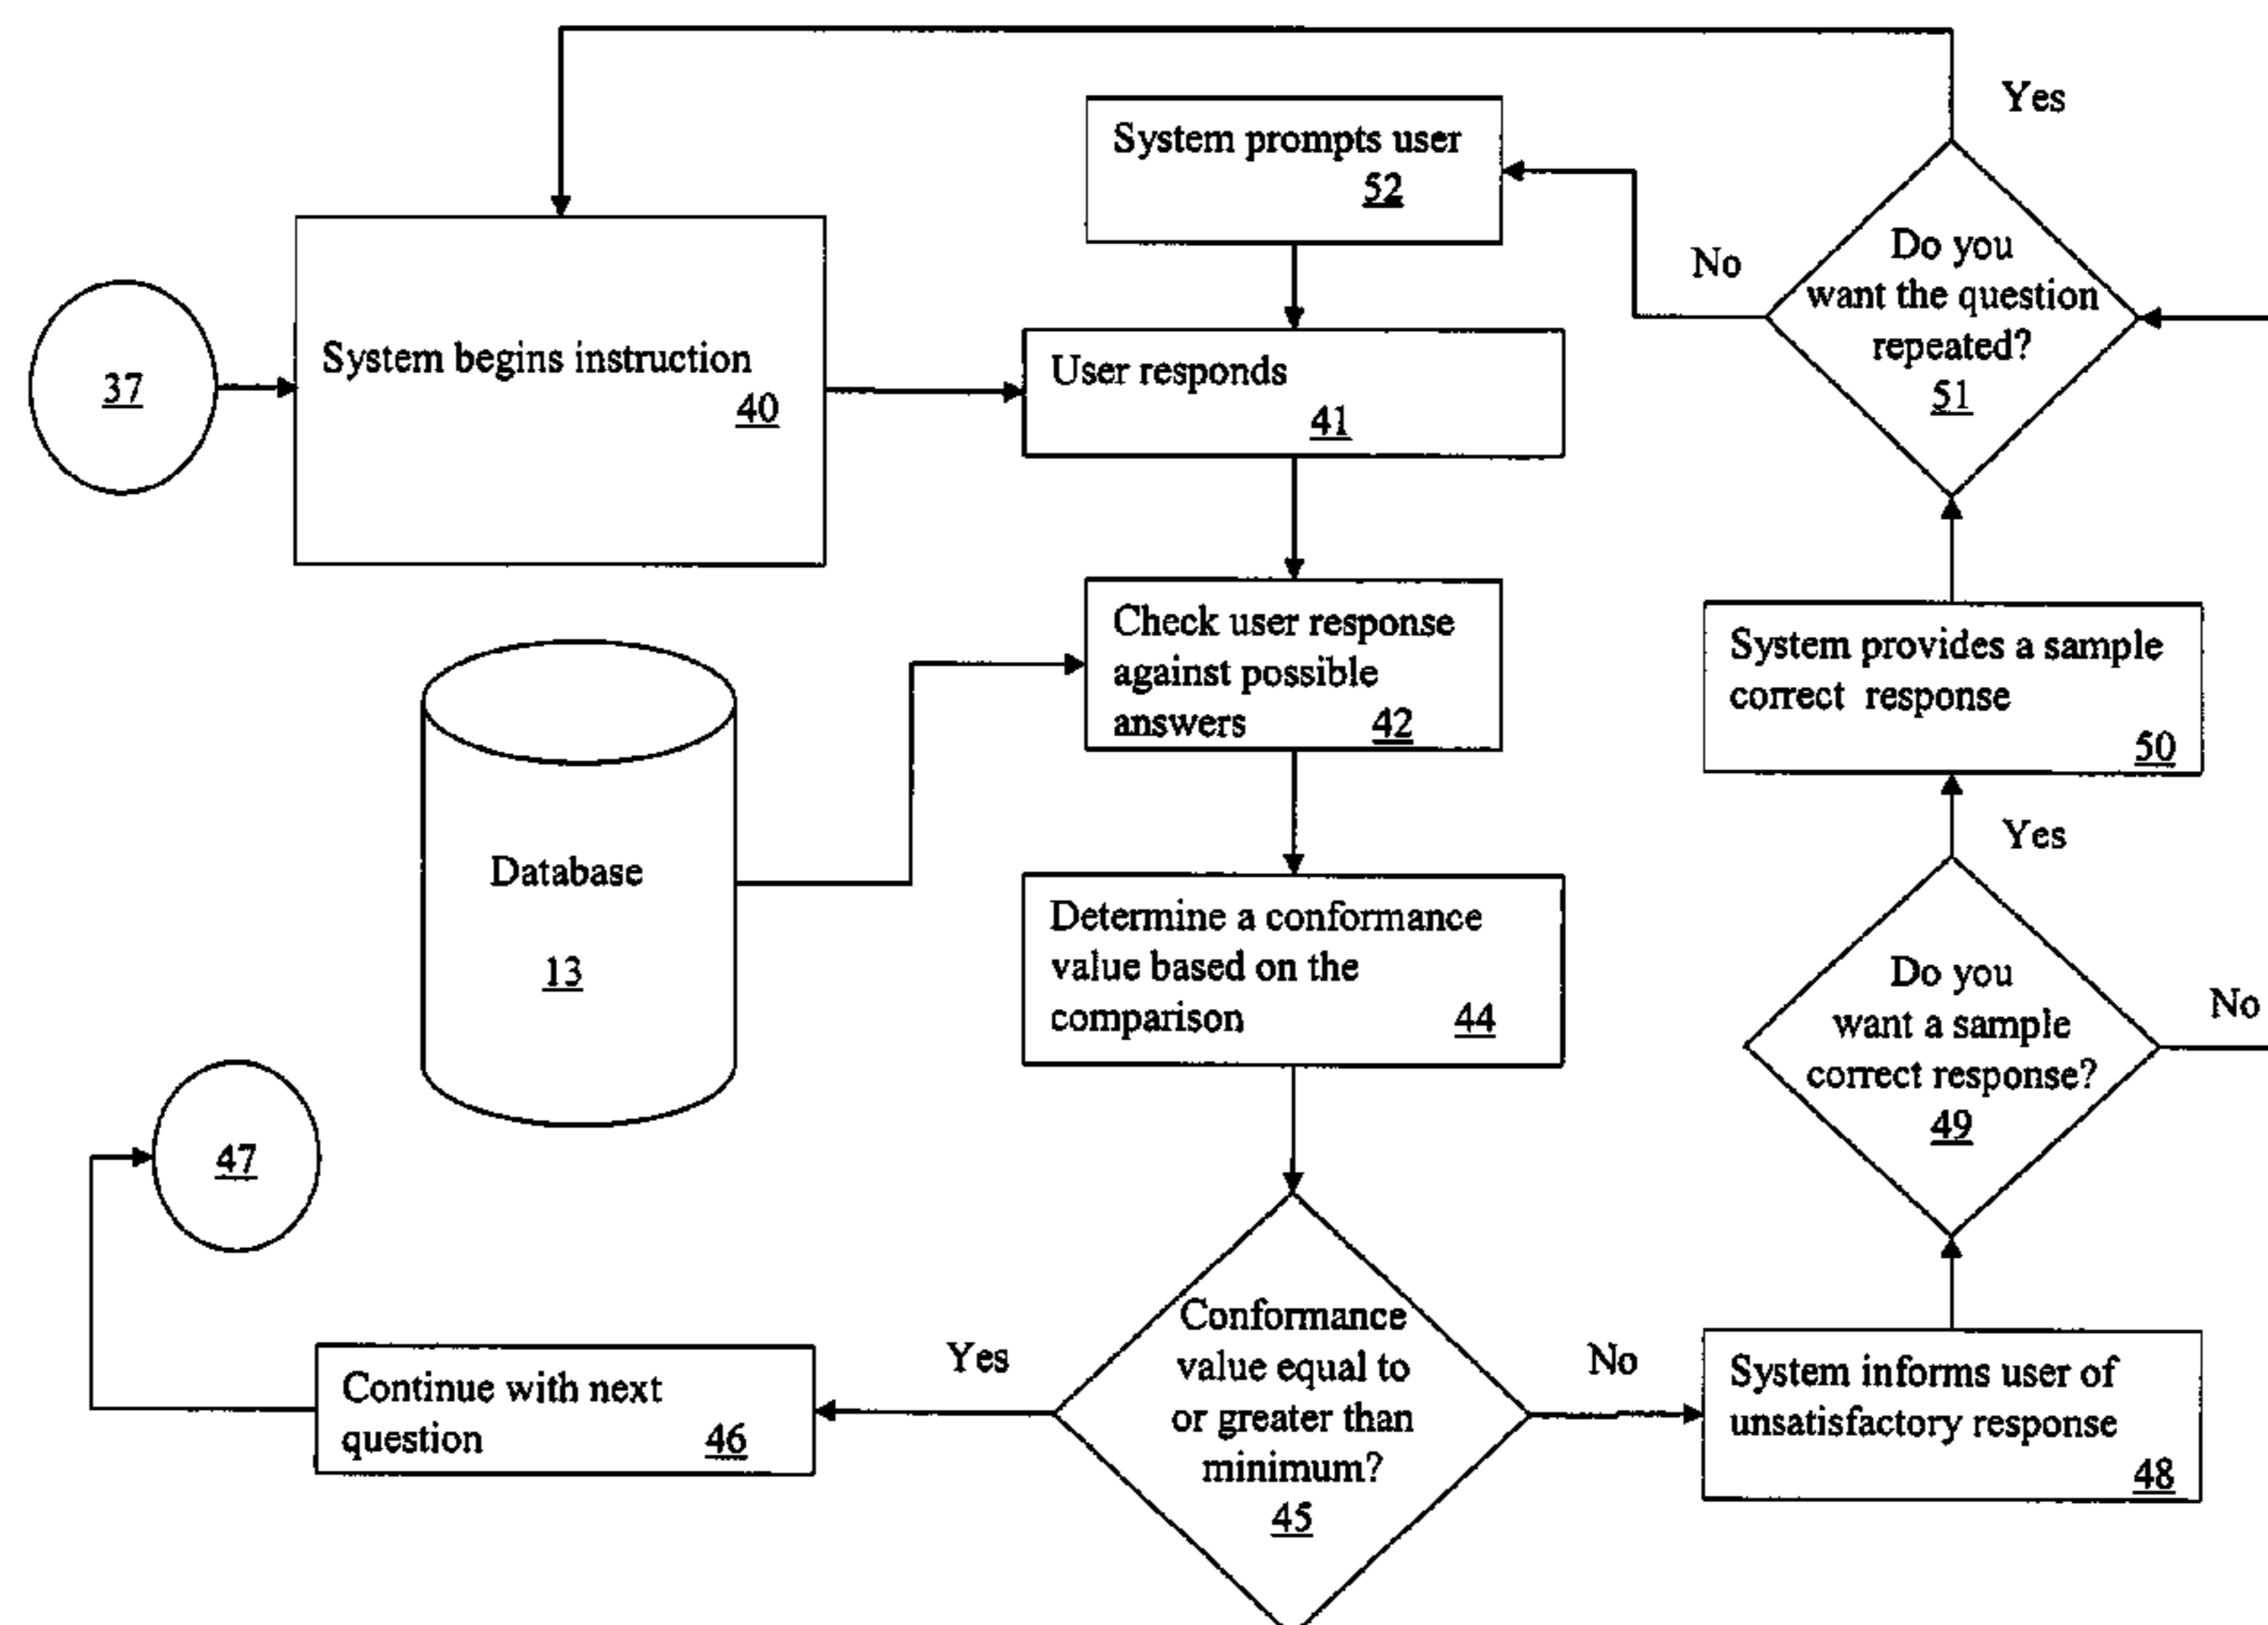 Yes
System prompts user
52
No
Do you
want the question
repeated?
51
37
System begins instruction
40
User responds
41
Check user response
against possible
answers 42
System provides a sample
correct response
50
Yes
Database
13
Determine a conformance
value based on the
comparison 44
Do you
want a sample
correct response?
49
No
47
Conformance
value equal to
or greater than
minimum?
45
Yes
No
Continue with next
question 46
System informs user of
unsatisfactory response
48